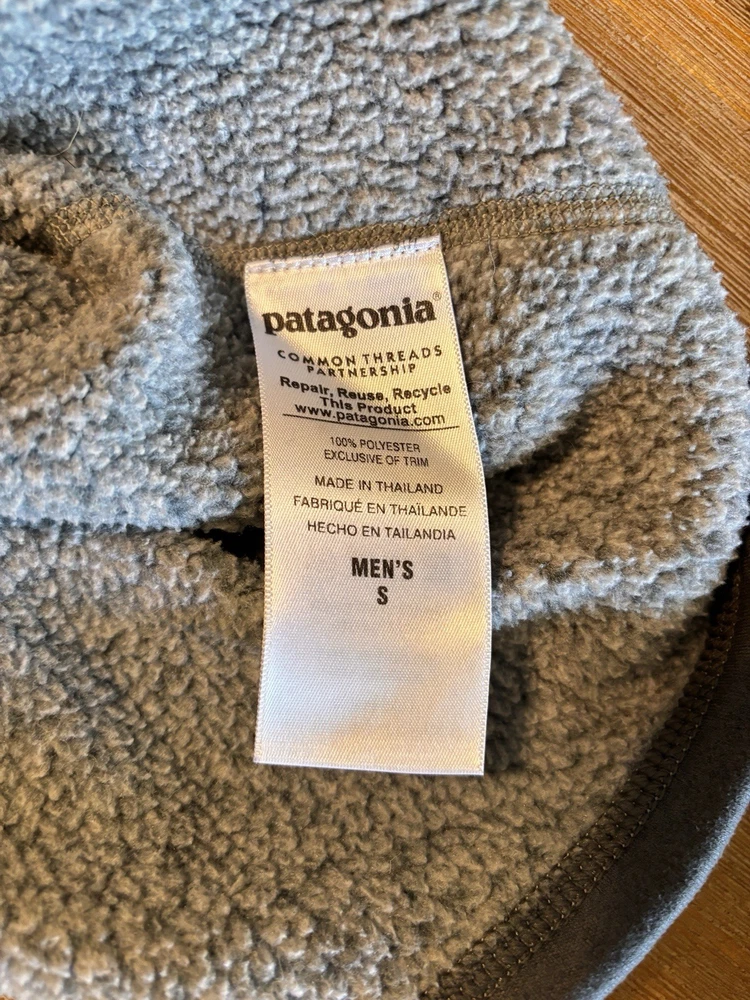 patagonia®
COMMON THREADS
PARTNERSHIP
Repair, Reuse, Recycle
This Product
www.patagonia.com
100% POLYESTER
EXCLUSIVE OF TRIM
MADE IN THAILAND
FABRIQUÉ EN THAÏLANDE
HECHO EN TAILANDIA
MEN'S
S